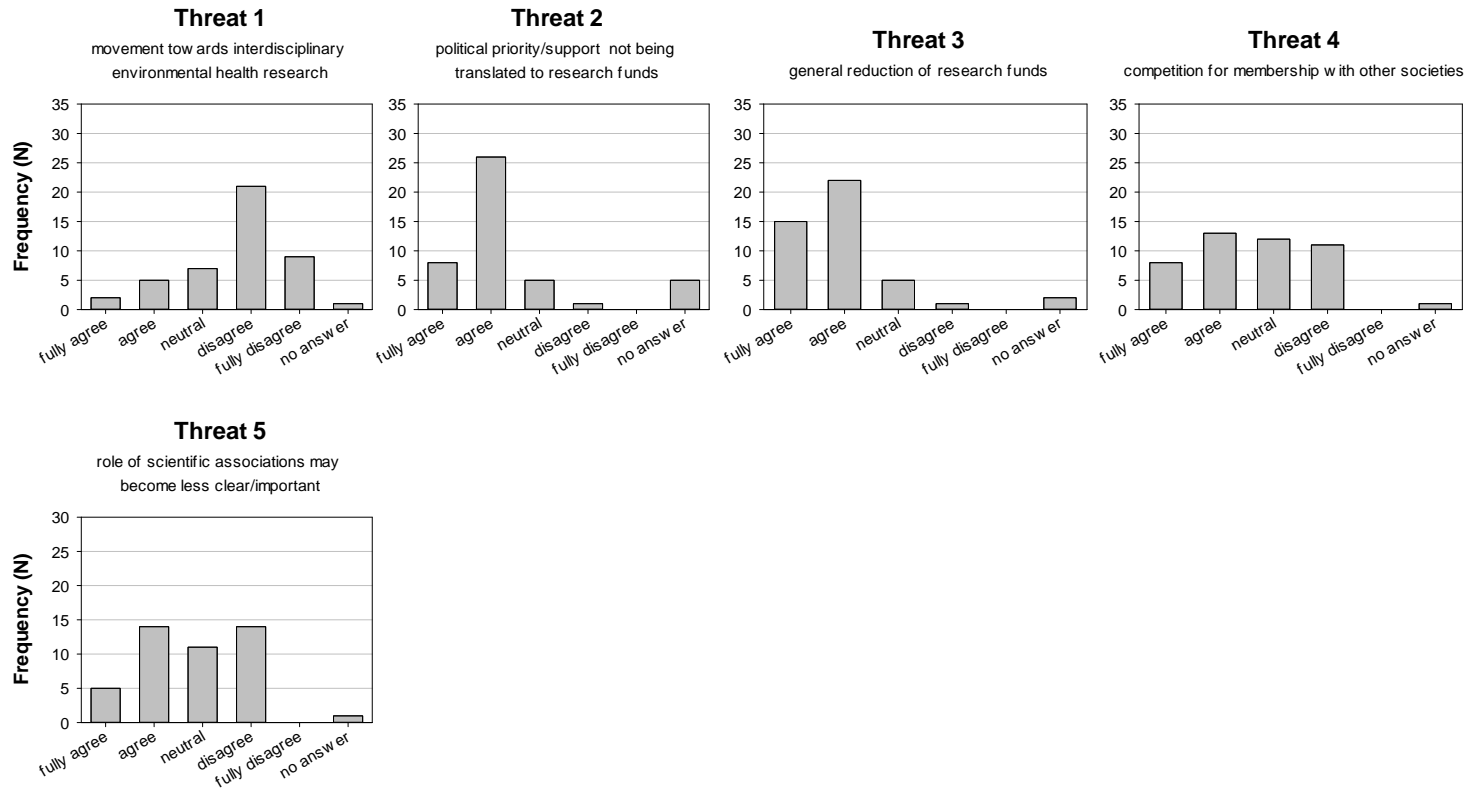 Threat 1
movement tow ards interdisciplinary
environmental health research
Frequency (N)
35
30
25
20
15
10
5
0
fully agree
agree
neutral
disagree
fully disagree
no answ er
Threat 2
political priority/support not being
translated to research funds
35
30
25
20
15
10
5
0
fully agree
agree
neutral
disagree
fully disagree
no answ er
Threat 3
general reduction of research funds
35
30
25
20
15
10
5
0
fully agree
agree
neutral
disagree
fully disagree
no answ er
Threat 4
competition for membership w ith other societies
35
30
25
20
15
10
5
0
fully agree
agree
neutral
disagree
fully disagree
no answ er
Threat 5
role of scientific associations may
become less clear/important
Frequency (N)
30
25
20
15
10
5
0
fully agree
agree
neutral
disagree
fully disagree
no answ er